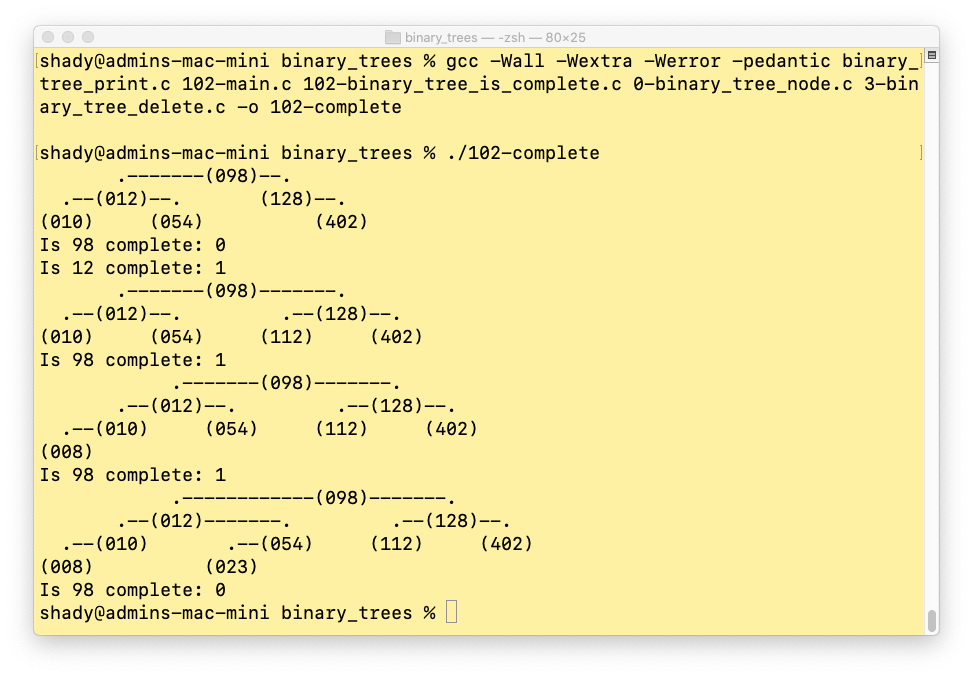 binary_trees — -zsh — 80×25
[shady@admins-mac-mini binary_trees % gcc -Wall -Wextra -Werror -pedantic binary_]
tree_print.c 102-main.c 102-binary_tree_is_complete.c 0-binary_tree_node.c 3-bin
ary_tree_delete.c -o 102-complete
[shady@admins-mac-mini binary_trees % ./102-complete ]
       .-------(098)--.
  .--(012)--.       (128)--.
(010)     (054)          (402)
Is 98 complete: 0
Is 12 complete: 1
       .-------(098)-------.
  .--(012)--.         .--(128)--.
(010)     (054)     (112)     (402)
Is 98 complete: 1
            .-------(098)-------.
       .--(012)--.         .--(128)--.
  .--(010)     (054)     (112)     (402)
(008)
Is 98 complete: 1
            .------------(098)-------.
       .--(012)-------.         .--(128)--.
  .--(010)       .--(054)     (112)     (402)
(008)          (023)
Is 98 complete: 0
shady@admins-mac-mini binary_trees %